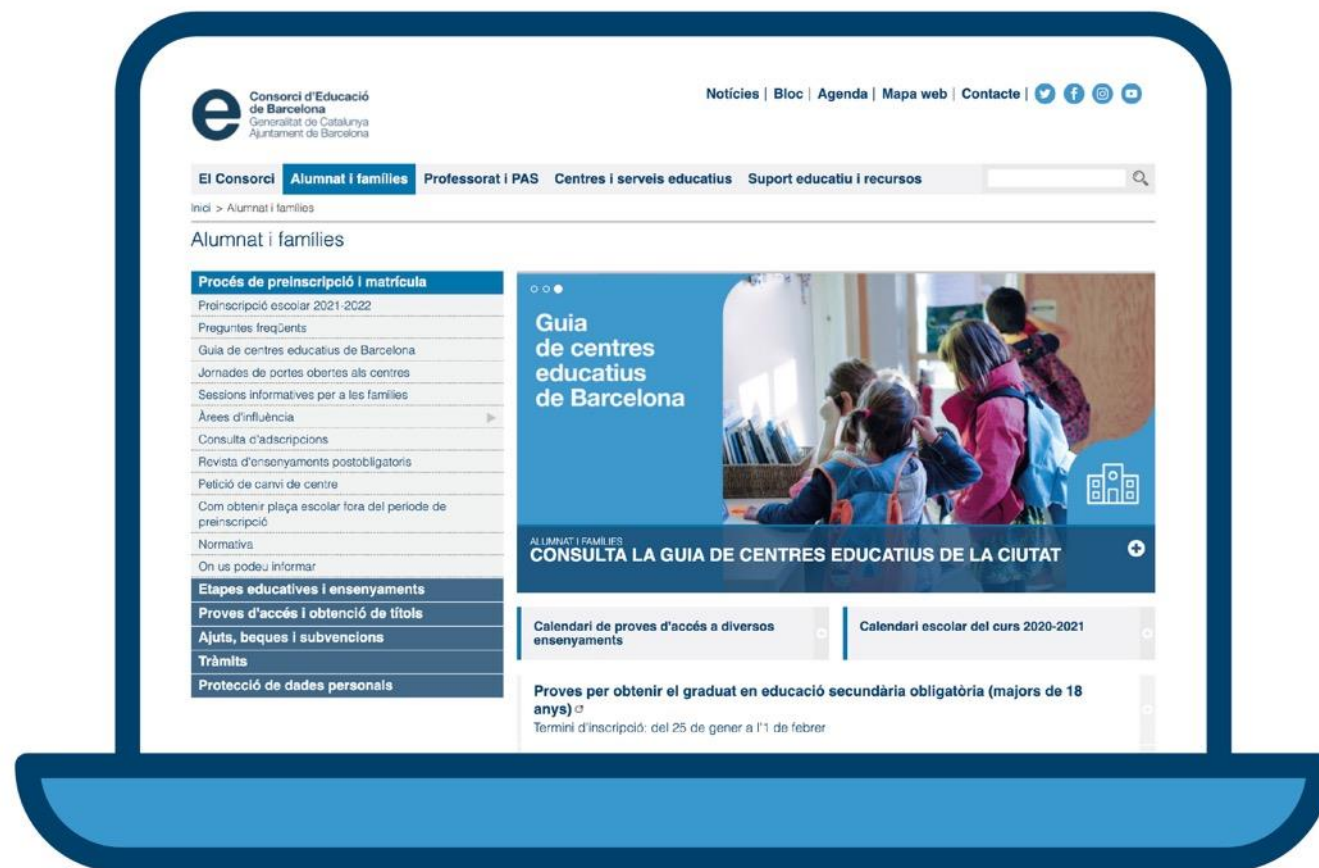 Consorci d'Educació
de Barcelona
Generalitat de Catalunya
Ajuntament de Barcelona
Notícies | Bloc | Agenda | Mapa web | Contacte |
El Consorci Alumnat i famílies Professorat i PAS Centres i serveis educatius Suport educatiu i recursos
Inici > Alumnat i famílies
Alumnat i famílies
Procés de preinscripció i matrícula
Preinscripció escolar 2021-2022
Preguntes freqüents
Guia de centres educatius de Barcelona
Jornades de portes obertes als centres
Sessions informatives per a les famílies
Àrees d'influència
Consulta d'adscripcions
Revista d'ensenyaments postobligatoris
Petició de canvi de centre
Com obtenir plaça escolar fora del període de
preinscripció
Normativa
On us podeu informar
Etapes educatives i ensenyaments
Proves d'accés i obtenció de títols
Ajuts, beques i subvencions
Tràmits
Protecció de dades personals
Guia
de centres
educatius
de Barcelona
ALUMNAT I FAMÍLIES
CONSULTA LA GUIA DE CENTRES EDUCATIUS DE LA CIUTAT
Calendari de proves d'accés a diversos
ensenyaments
Calendari escolar del curs 2020-2021
Proves per obtenir el graduat en educació secundària obligatòria (majors de 18
anys)
Termini d'inscripció: del 25 de gener a l'1 de febrer